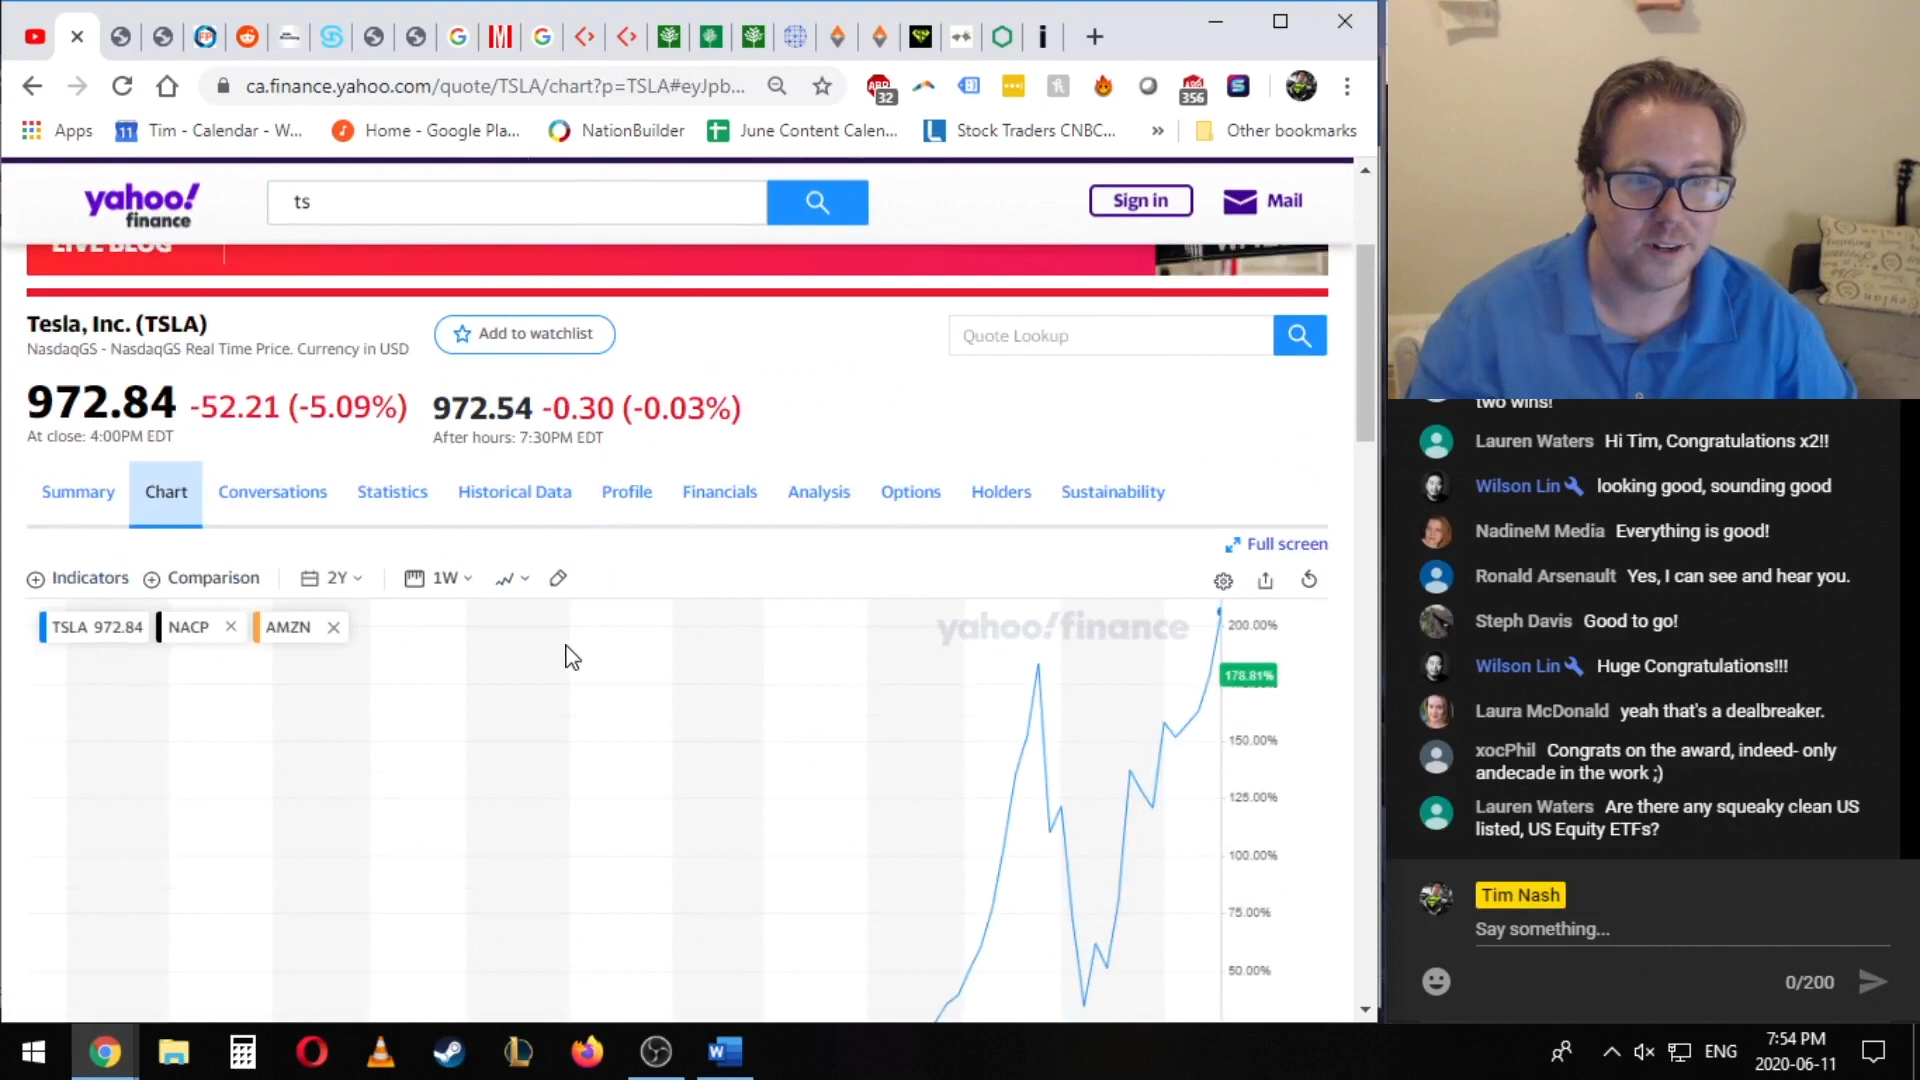 ca.finance.yahoo.com/quote/TSLA/chart?p=TSLA#eyJpb...
32
356
Apps
11
Tim - Calendar - W...
Home - Google Pla...
NationBuilder
June Content Calen...
Stock Traders CNBC...
»
Other bookmarks
yahoo!
finance
ts
Sign in
Mail
LIVE BLOG
Tesla, Inc. (TSLA)
NasdaqGS - NasdaqGS Real Time Price. Currency in USD
Add to watchlist
Quote Lookup
972.84 -52.21 (-5.09%)
At close: 4:00PM EDT
972.54 -0.30 (-0.03%)
After hours: 7:30PM EDT
Summary
Chart
Conversations
Statistics
Historical Data
Profile
Financials
Analysis
Options
Holders
Sustainability
Full screen
Indicators
Comparison
2Y
1W
TSLA 972.84
NACP
AMZN
yahoo!finance
200.00%
178.81%
150.00%
125.00%
100.00%
75.00%
50.00%
two wins!
Lauren Waters Hi Tim, Congratulations x2!!
Wilson Lin looking good, sounding good
NadineM Media Everything is good!
Ronald Arsenault Yes, I can see and hear you.
Steph Davis Good to go!
Wilson Lin Huge Congratulations!!!
Laura McDonald yeah that's a dealbreaker.
xocPhil Congrats on the award, indeed- only
andecade in the work ;)
Lauren Waters Are there any squeaky clean US
listed, US Equity ETFs?
Tim Nash
Say something...
0/200
ENG
7:54 PM
2020-06-11